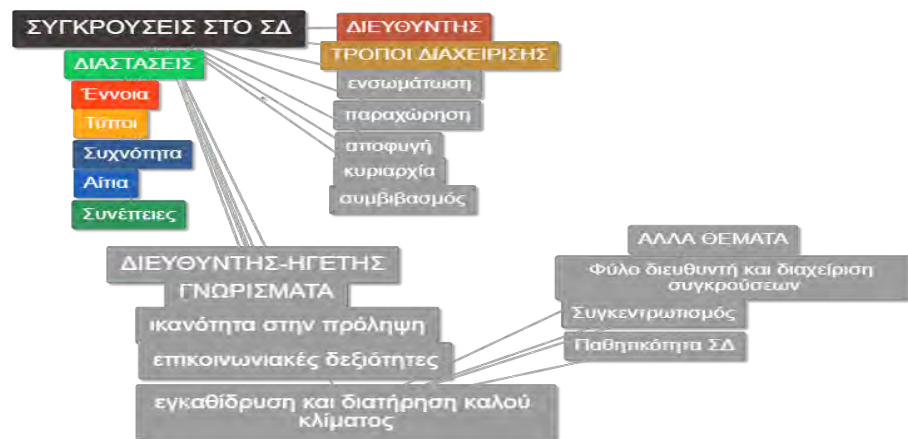 ΣΥΓΚΡΟΥΣΕΙΣ ΣΤΟ ΣΔ
ΔΙΕΥΘΥΝΤΗΣ
ΤΡΟΠΟΙ ΔΙΑΧΕΙΡΙΣΗΣ
ενσωμάτωση
παραχώρηση
αποφυγή
κυριαρχία
συμβιβασμός
ΔΙΑΣΤΑΣΕΙΣ
Έννοια
Τύποι
Συχνότητα
Αίτια
Συνέπειες
ΔΙΕΥΘΥΝΤΗΣ-ΗΓΕΤΗΣ
ΓΝΩΡΙΣΜΑΤΑ
ικανότητα στην πρόληψη
επικοινωνιακές δεξιότητες
εγκαθίδρυση και διατήρηση καλού
κλίματος
ΑΛΛΑ ΘΕΜΑΤΑ
Φύλο διευθυντή και διαχείριση
συγκρούσεων
Συγκεντρωτισμός
Παθητικότητα ΣΔ